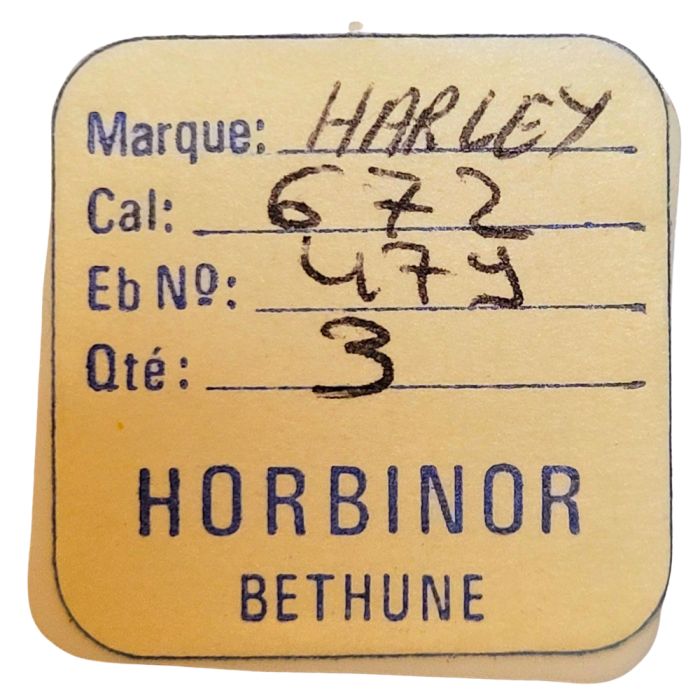 Marque: HARLEY
Cal: 672
Eb Nº: 479
Qté: 3
HORBINOR
BETHUNE